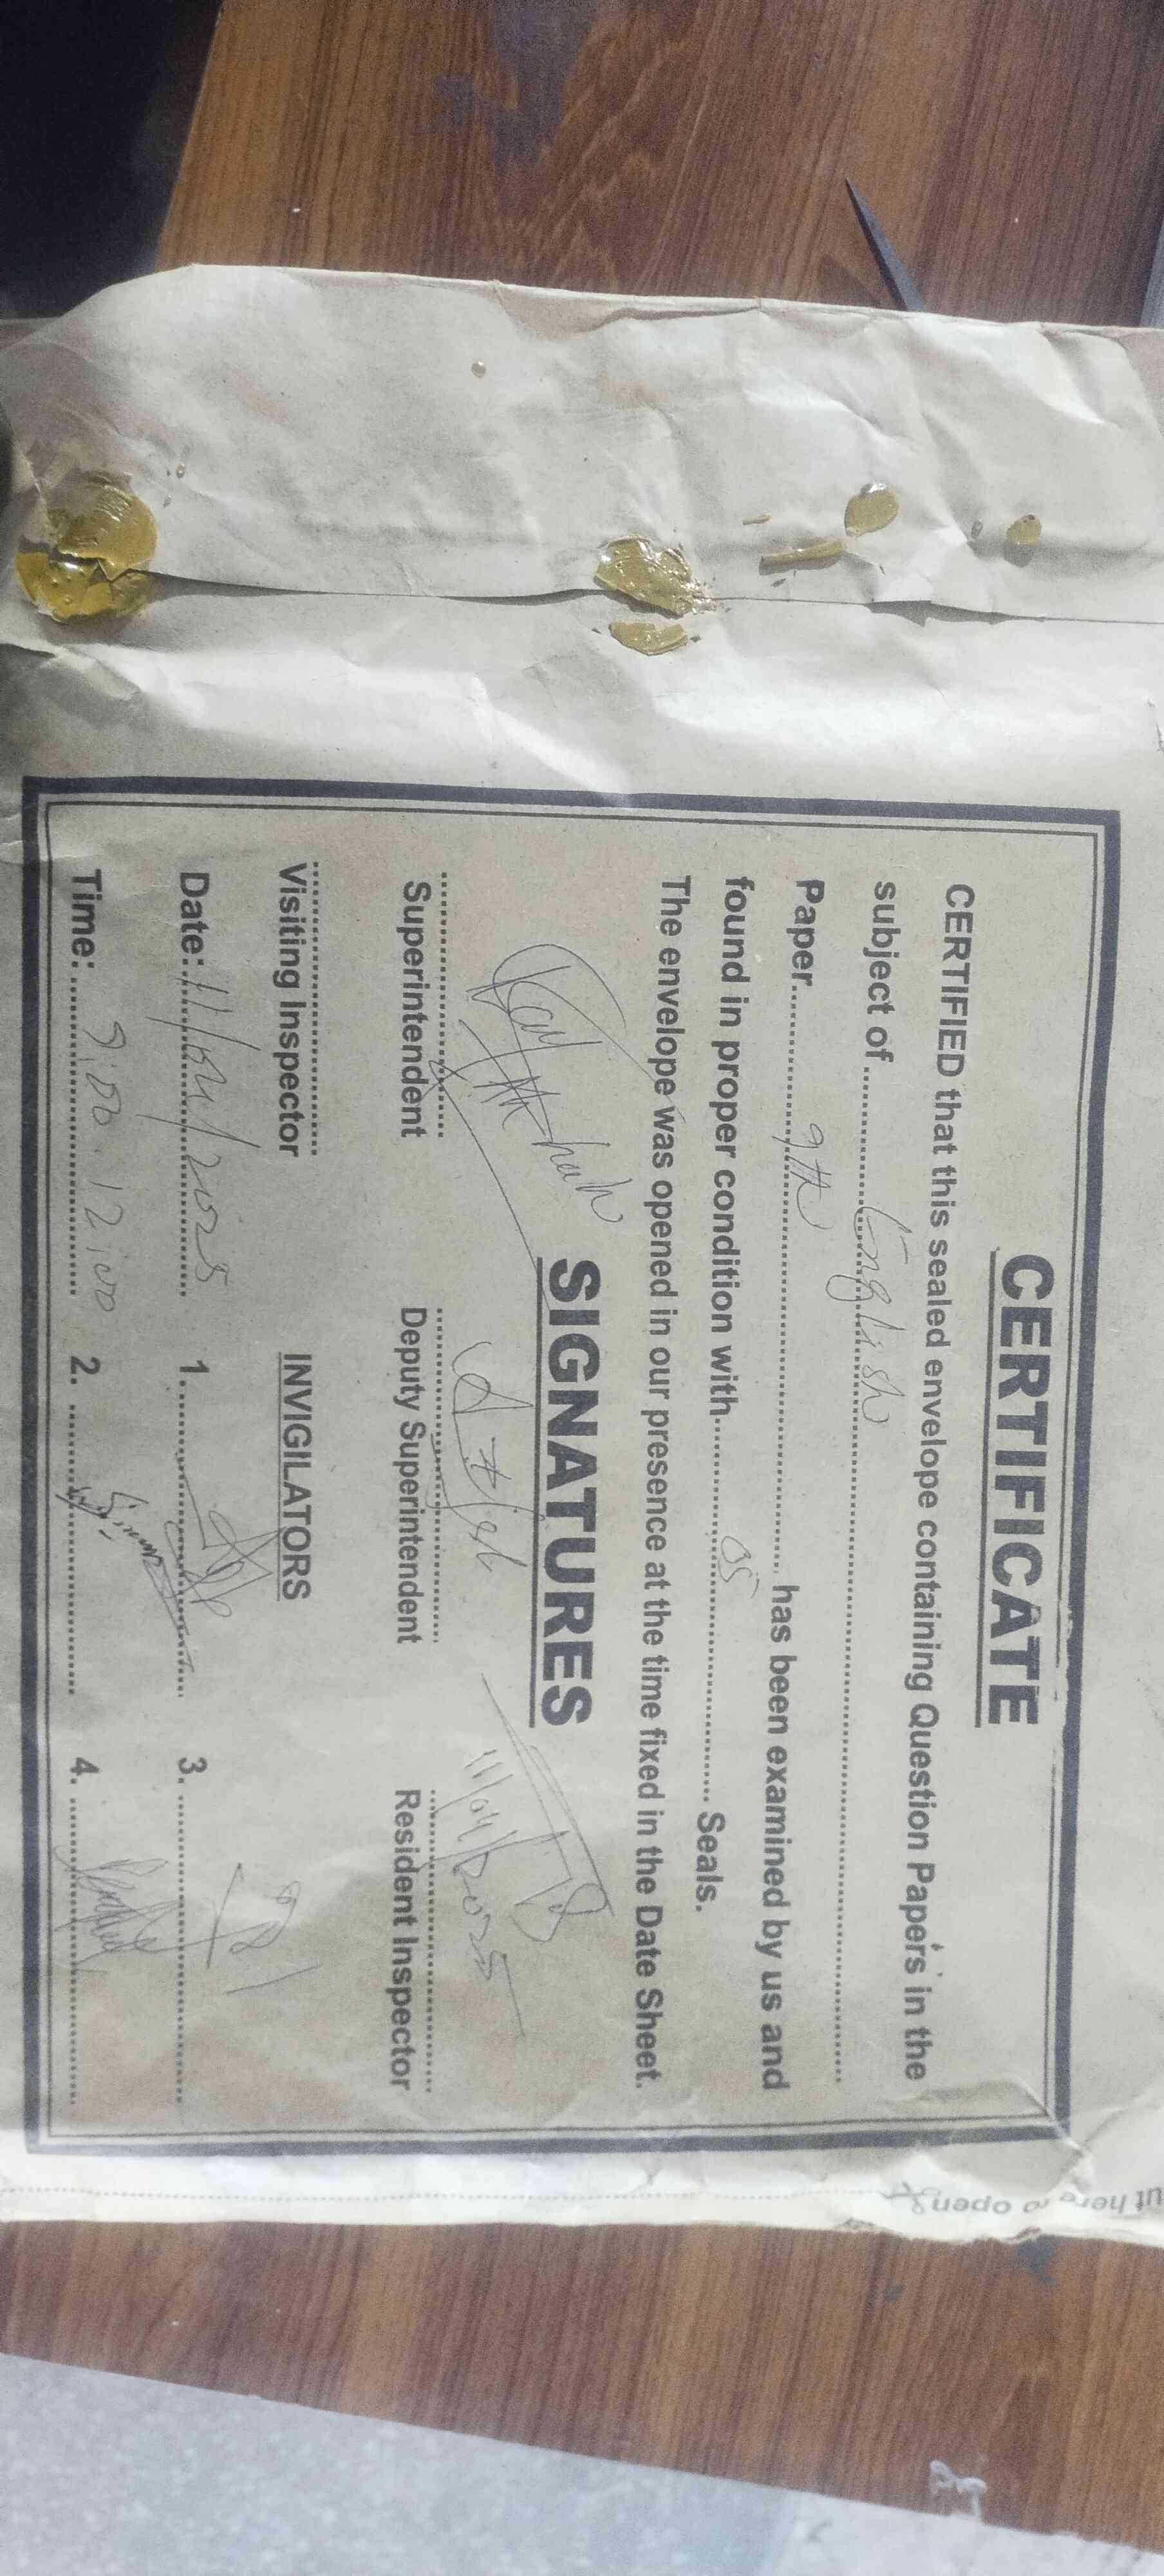 CERTIFICATE
CERTIFIED that this sealed envelope containing Question Papers in the
subject of English
Paper 9th has been examined by us and
found in proper condition with 05 Seals.
The envelope was opened in our presence at the time fixed in the Date Sheet.
SIGNATURES
11/04/2025
Superintendent Deputy Superintendent Resident Inspector
Visiting Inspector INVIGILATORS
Date: 11/04/2025 1. 3.
Time: 9:00 . 12:00 2. 4.
ut here to open